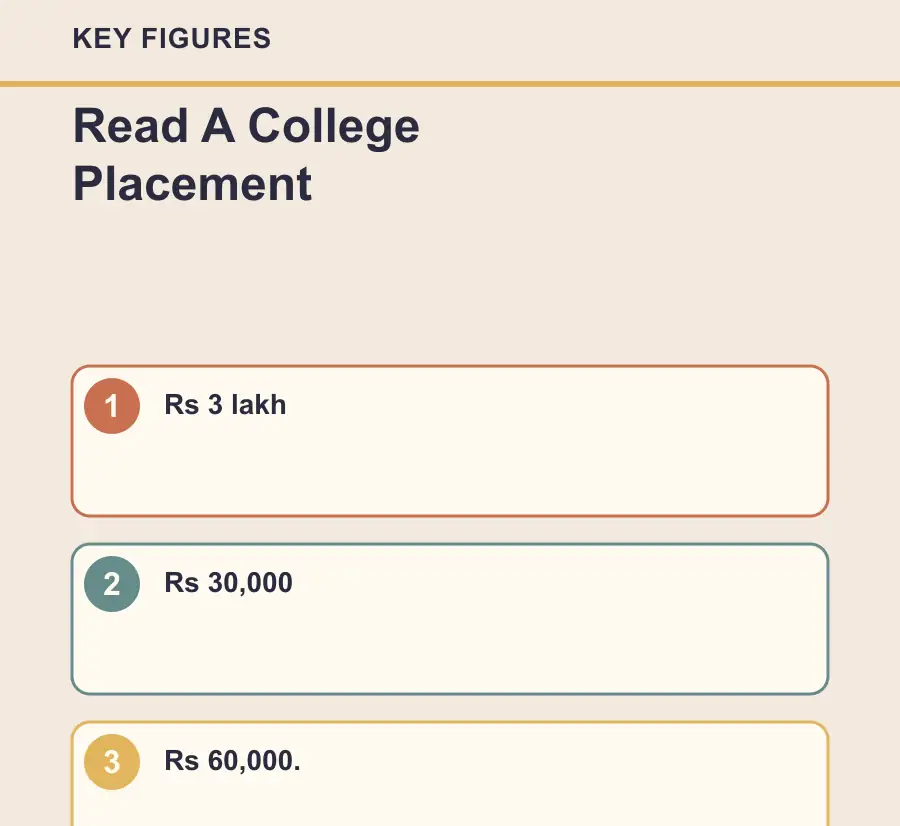 KEY FIGURES
Read A College
Placement
1
Rs 3 lakh
2
Rs 30,000
3
Rs 60,000.